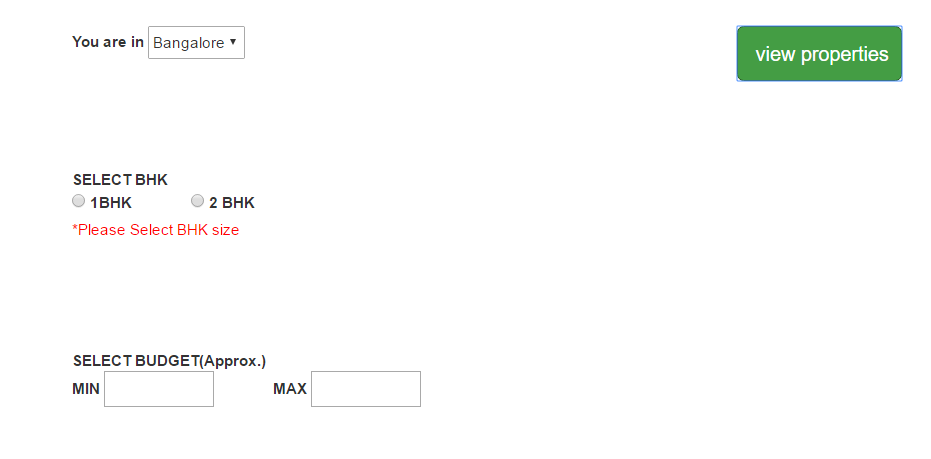 You are in Bangalore
view properties
SELECT BHK
1BHK 2 BHK
*Please Select BHK size
SELECT BUDGET(Approx.)
MIN MAX